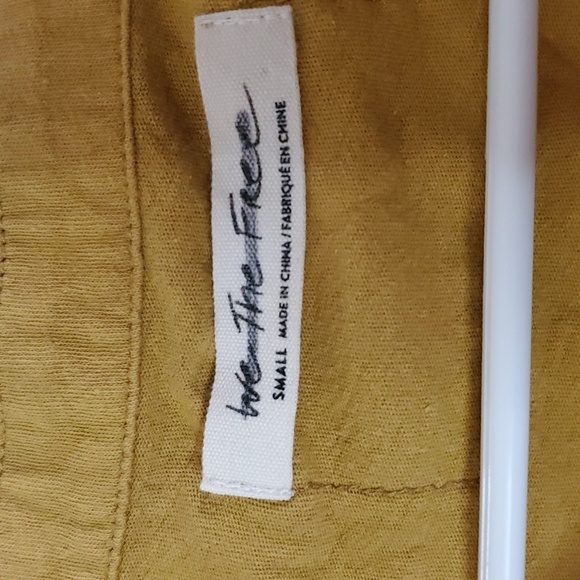 We The Free
SMALL MADE IN CHINA / FABRIQUÉ EN CHINE